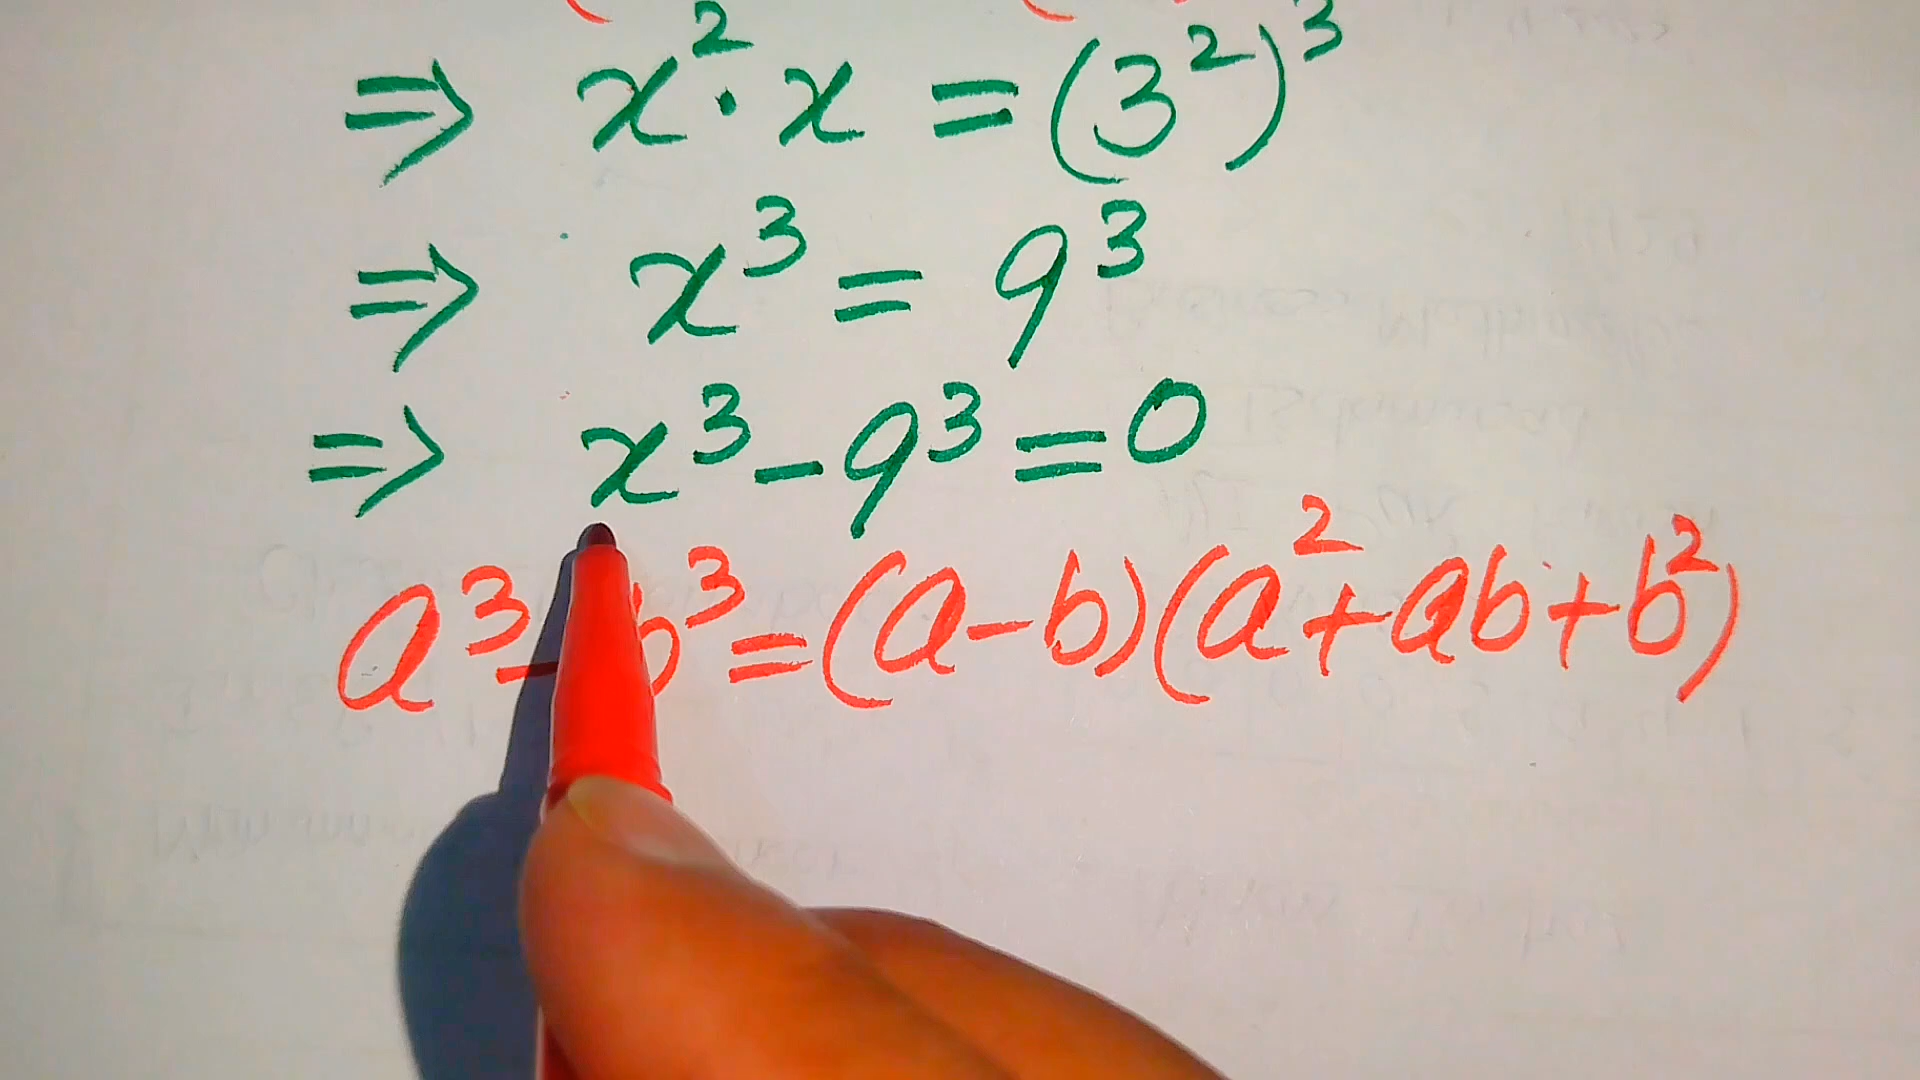 ⇒ x²·x = (3²)³
⇒ x³ = 9³
⇒ x³ - 9³ = 0
a³ - b³ = (a-b)(a²+ab+b²)